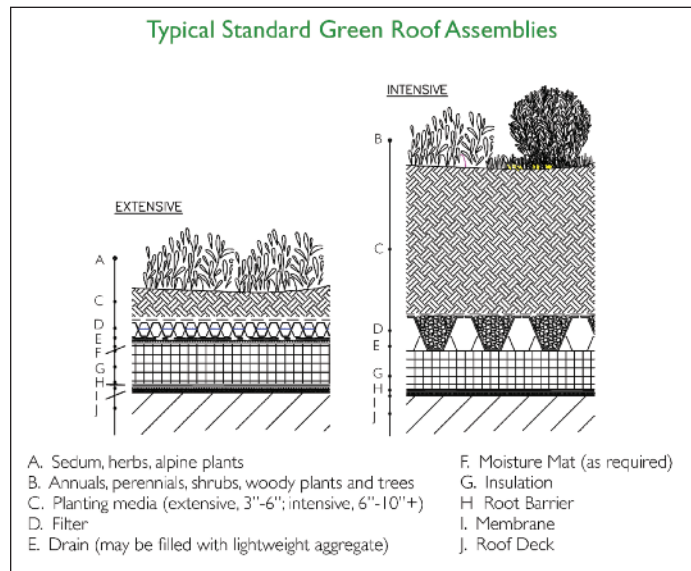 Typical Standard Green Roof Assemblies
INTENSIVE
B
EXTENSIVE
A
C
C
D
D
E
E
F
G
G
H
H
I
I
J
J
A. Sedum, herbs, alpine plants
B. Annuals, perennials, shrubs, woody plants and trees
C. Planting media (extensive, 3"-6"; intensive, 6"-10"+)
D. Filter
E. Drain (may be filled with lightweight aggregate)
F. Moisture Mat (as required)
G. Insulation
H Root Barrier
I. Membrane
J. Roof Deck